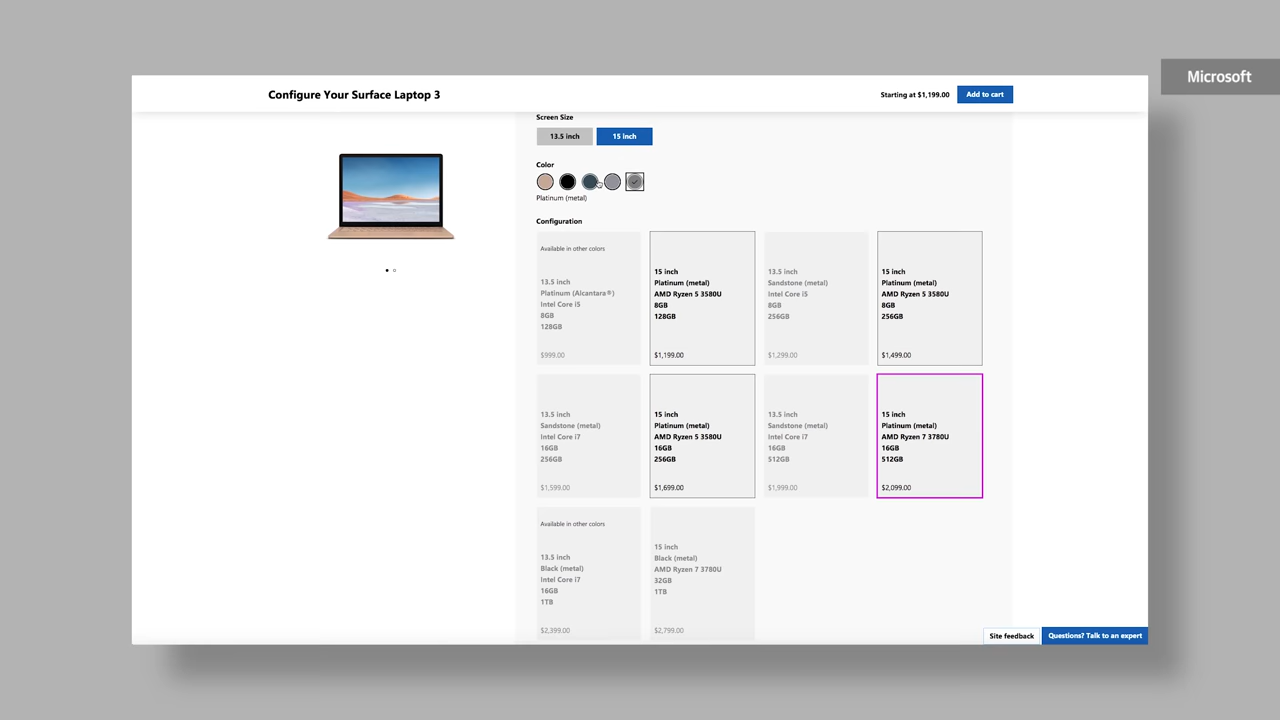 Microsoft
Configure Your Surface Laptop 3
Starting at $1,199.00
Add to cart
Screen Size
13.5 inch
15 inch
Color
Platinum (metal)
Configuration
Available in other colors
13.5 inch
Platinum (Alcantara®)
Intel Core i5
8GB
128GB
$999.00
15 inch
Platinum (metal)
AMD Ryzen 5 3580U
8GB
128GB
$1,199.00
13.5 inch
Sandstone (metal)
Intel Core i5
8GB
256GB
$1,299.00
15 inch
Platinum (metal)
AMD Ryzen 5 3580U
8GB
256GB
$1,499.00
13.5 inch
Sandstone (metal)
Intel Core i7
16GB
256GB
$1,599.00
15 inch
Platinum (metal)
AMD Ryzen 5 3580U
16GB
256GB
$1,699.00
13.5 inch
Sandstone (metal)
Intel Core i7
16GB
512GB
$1,999.00
15 inch
Platinum (metal)
AMD Ryzen 7 3780U
16GB
512GB
$2,099.00
Available in other colors
13.5 inch
Black (metal)
Intel Core i7
16GB
1TB
$2,399.00
15 inch
Black (metal)
AMD Ryzen 7 3780U
32GB
1TB
$2,799.00
Site feedback
Questions? Talk to an expert